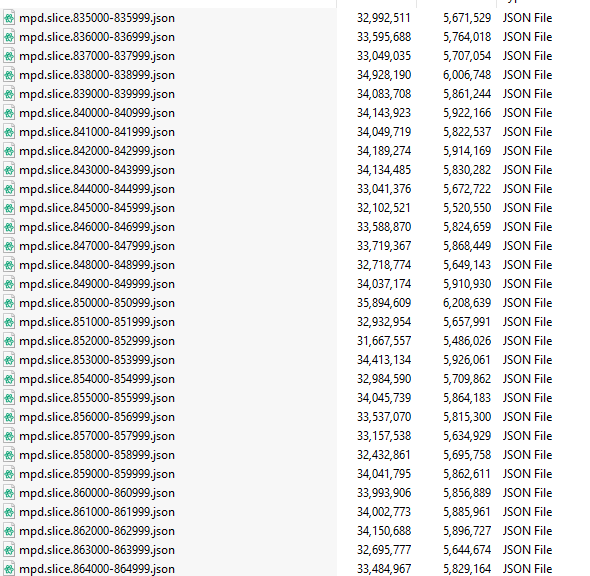 mpd.slice.835000-835999.json 32,992,511 5,671,529 JSON File
mpd.slice.836000-836999.json 33,595,688 5,764,018 JSON File
mpd.slice.837000-837999.json 33,049,035 5,707,054 JSON File
mpd.slice.838000-838999.json 34,928,190 6,006,748 JSON File
mpd.slice.839000-839999.json 34,083,708 5,861,244 JSON File
mpd.slice.840000-840999.json 34,143,923 5,922,166 JSON File
mpd.slice.841000-841999.json 34,049,719 5,822,537 JSON File
mpd.slice.842000-842999.json 34,189,274 5,914,169 JSON File
mpd.slice.843000-843999.json 34,134,485 5,830,282 JSON File
mpd.slice.844000-844999.json 33,041,376 5,672,722 JSON File
mpd.slice.845000-845999.json 32,102,521 5,520,550 JSON File
mpd.slice.846000-846999.json 33,588,870 5,824,659 JSON File
mpd.slice.847000-847999.json 33,719,367 5,868,449 JSON File
mpd.slice.848000-848999.json 32,718,774 5,649,143 JSON File
mpd.slice.849000-849999.json 34,037,174 5,910,930 JSON File
mpd.slice.850000-850999.json 35,894,609 6,208,639 JSON File
mpd.slice.851000-851999.json 32,932,954 5,657,991 JSON File
mpd.slice.852000-852999.json 31,667,557 5,486,026 JSON File
mpd.slice.853000-853999.json 34,413,134 5,926,061 JSON File
mpd.slice.854000-854999.json 32,984,590 5,709,862 JSON File
mpd.slice.855000-855999.json 34,045,739 5,864,183 JSON File
mpd.slice.856000-856999.json 33,537,070 5,815,300 JSON File
mpd.slice.857000-857999.json 33,157,538 5,634,929 JSON File
mpd.slice.858000-858999.json 32,432,861 5,695,758 JSON File
mpd.slice.859000-859999.json 34,041,795 5,862,611 JSON File
mpd.slice.860000-860999.json 33,993,906 5,856,889 JSON File
mpd.slice.861000-861999.json 34,002,773 5,885,961 JSON File
mpd.slice.862000-862999.json 34,150,688 5,896,727 JSON File
mpd.slice.863000-863999.json 32,695,777 5,644,674 JSON File
mpd.slice.864000-864999.json 33,484,967 5,829,164 JSON File